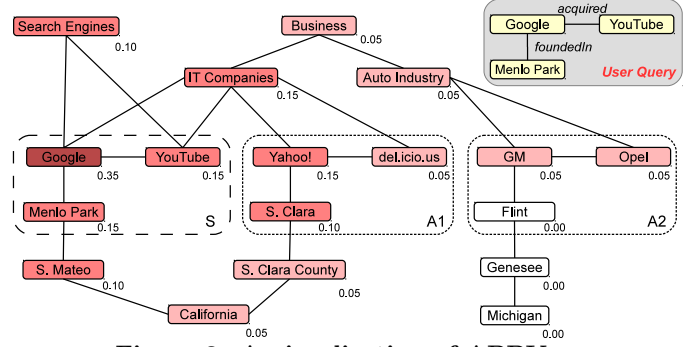 Search Engines
0.10
Business
0.05
acquired
Google
YouTube
foundedIn
Menlo Park
User Query
IT Companies
0.15
Auto Industry
0.05
Google
0.35
YouTube
0.15
Yahoo!
0.15
del.icio.us
0.05
GM
0.05
Opel
0.05
Menlo Park
0.15
S
S. Clara
0.10
A1
Flint
0.00
A2
S. Mateo
0.10
S. Clara County
0.05
Genesee
0.00
California
0.05
Michigan
0.00